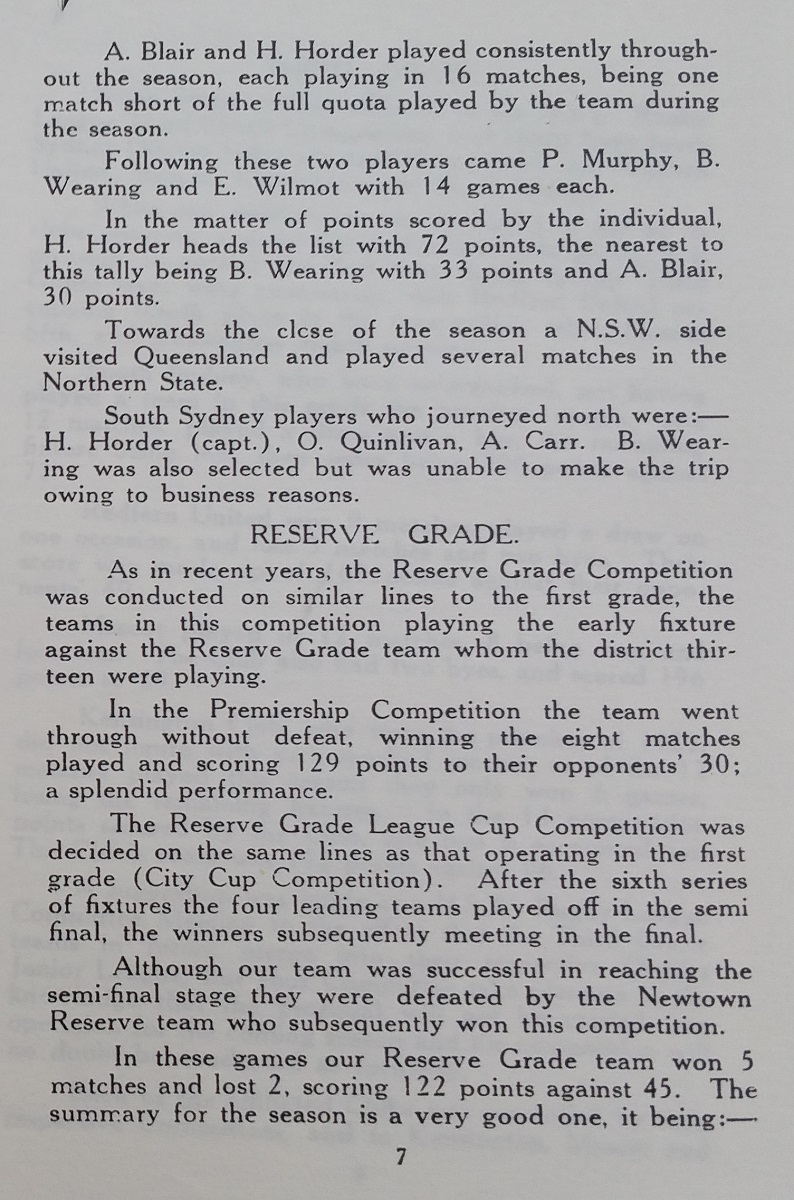 A. Blair and H. Horder played consistently through-
out the season, each playing in 16 matches, being one
match short of the full quota played by the team during
the season.
Following these two players came P. Murphy, B.
Wearing and E. Wilmot with 14 games each.
In the matter of points scored by the individual,
H. Horder heads the list with 72 points, the nearest to
this tally being B. Wearing with 33 points and A. Blair,
30 points.
Towards the clcse of the season a N.S.W. side
visited Queensland and played several matches in the
Northern State.
South Sydney players who journeyed north were:—
H. Horder (capt.), O. Quinlivan, A. Carr. B. Wear-
ing was also selected but was unable to make the trip
owing to business reasons.
RESERVE GRADE.
As in recent years, the Reserve Grade Competition
was conducted on similar lines to the first grade, the
teams in this competition playing the early fixture
against the Reserve Grade team whom the district thir-
teen were playing.
In the Premiership Competition the team went
through without defeat, winning the eight matches
played and scoring 129 points to their opponents' 30;
a splendid performance.
The Reserve Grade League Cup Competition was
decided on the same lines as that operating in the first
grade (City Cup Competition). After the sixth series
of fixtures the four leading teams played off in the semi
final, the winners subsequently meeting in the final.
Although our team was successful in reaching the
semi-final stage they were defeated by the Newtown
Reserve team who subsequently won this competition.
In these games our Reserve Grade team won 5
matches and lost 2, scoring 122 points against 45. The
summary for the season is a very good one, it being:—
7